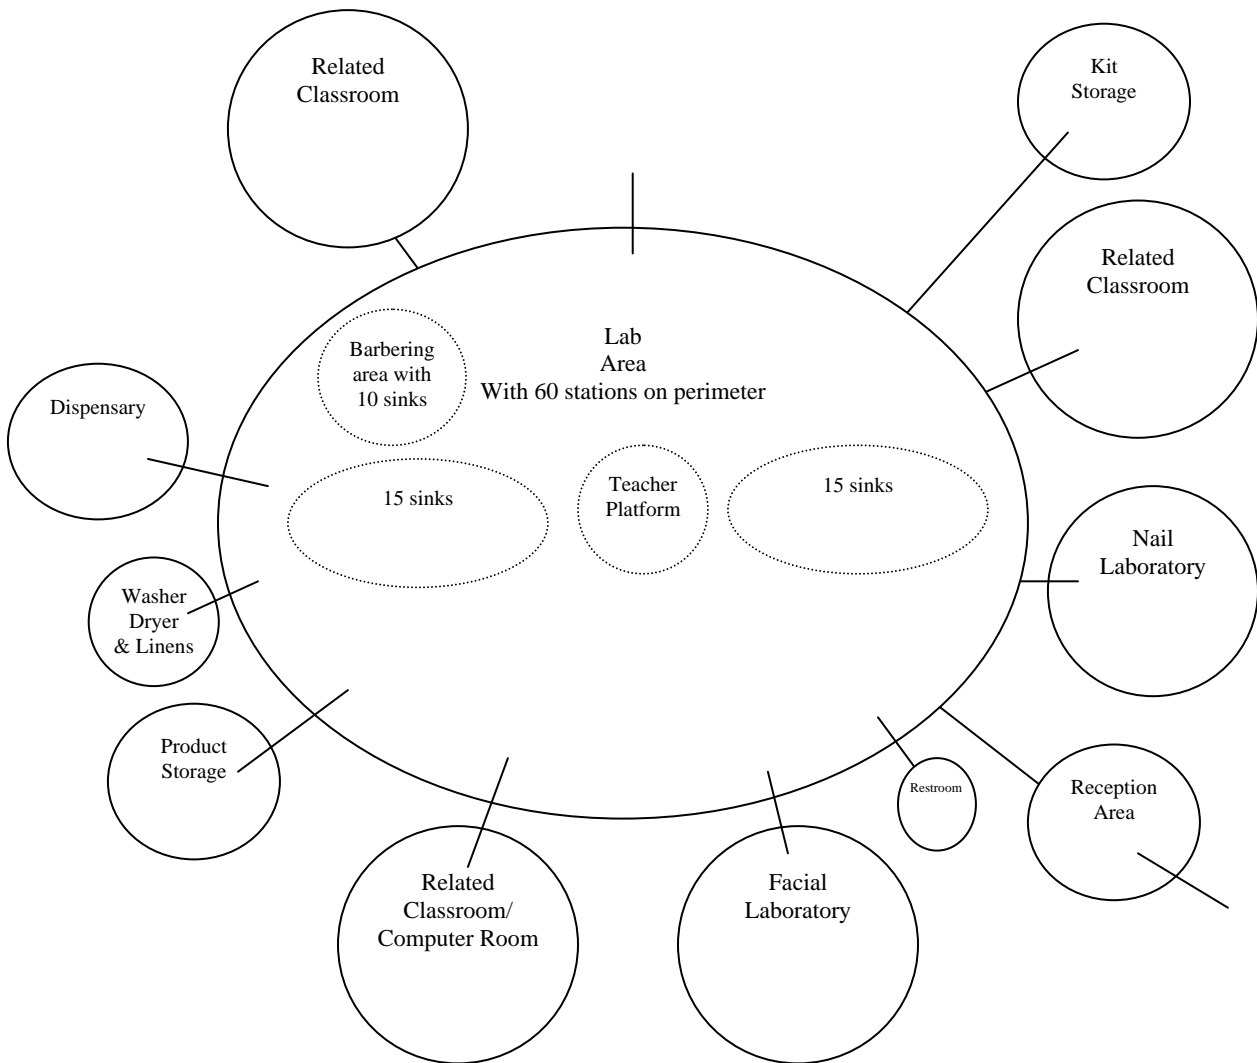 Related
Classroom
Kit
Storage
Related
Classroom
Lab
Area
With 60 stations on perimeter
Barbering
area with
10 sinks
Dispensary
15 sinks
Teacher
Platform
15 sinks
Nail
Laboratory
Washer
Dryer
& Linens
Product
Storage
Restroom
Reception
Area
Related
Classroom/
Computer Room
Facial
Laboratory